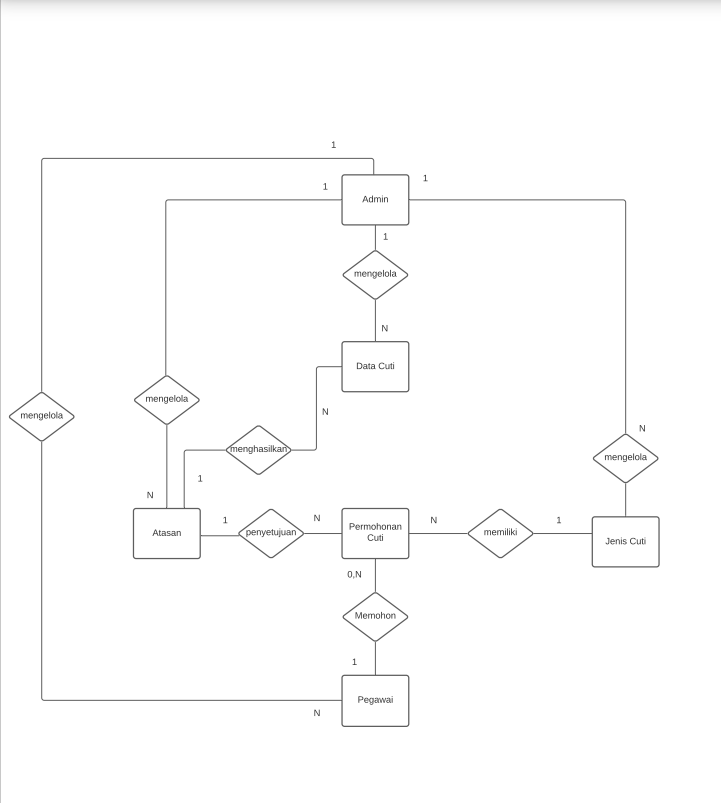 1
1
1
Admin
1
mengelola
N
Data Cuti
mengelola
mengelola
N
N
menghasilkan
mengelola
1
N
1
penyetujuan
N
Atasan
Permohonan
Cuti
N
memiliki
1
Jenis Cuti
0,N
Memohon
1
Pegawai
N